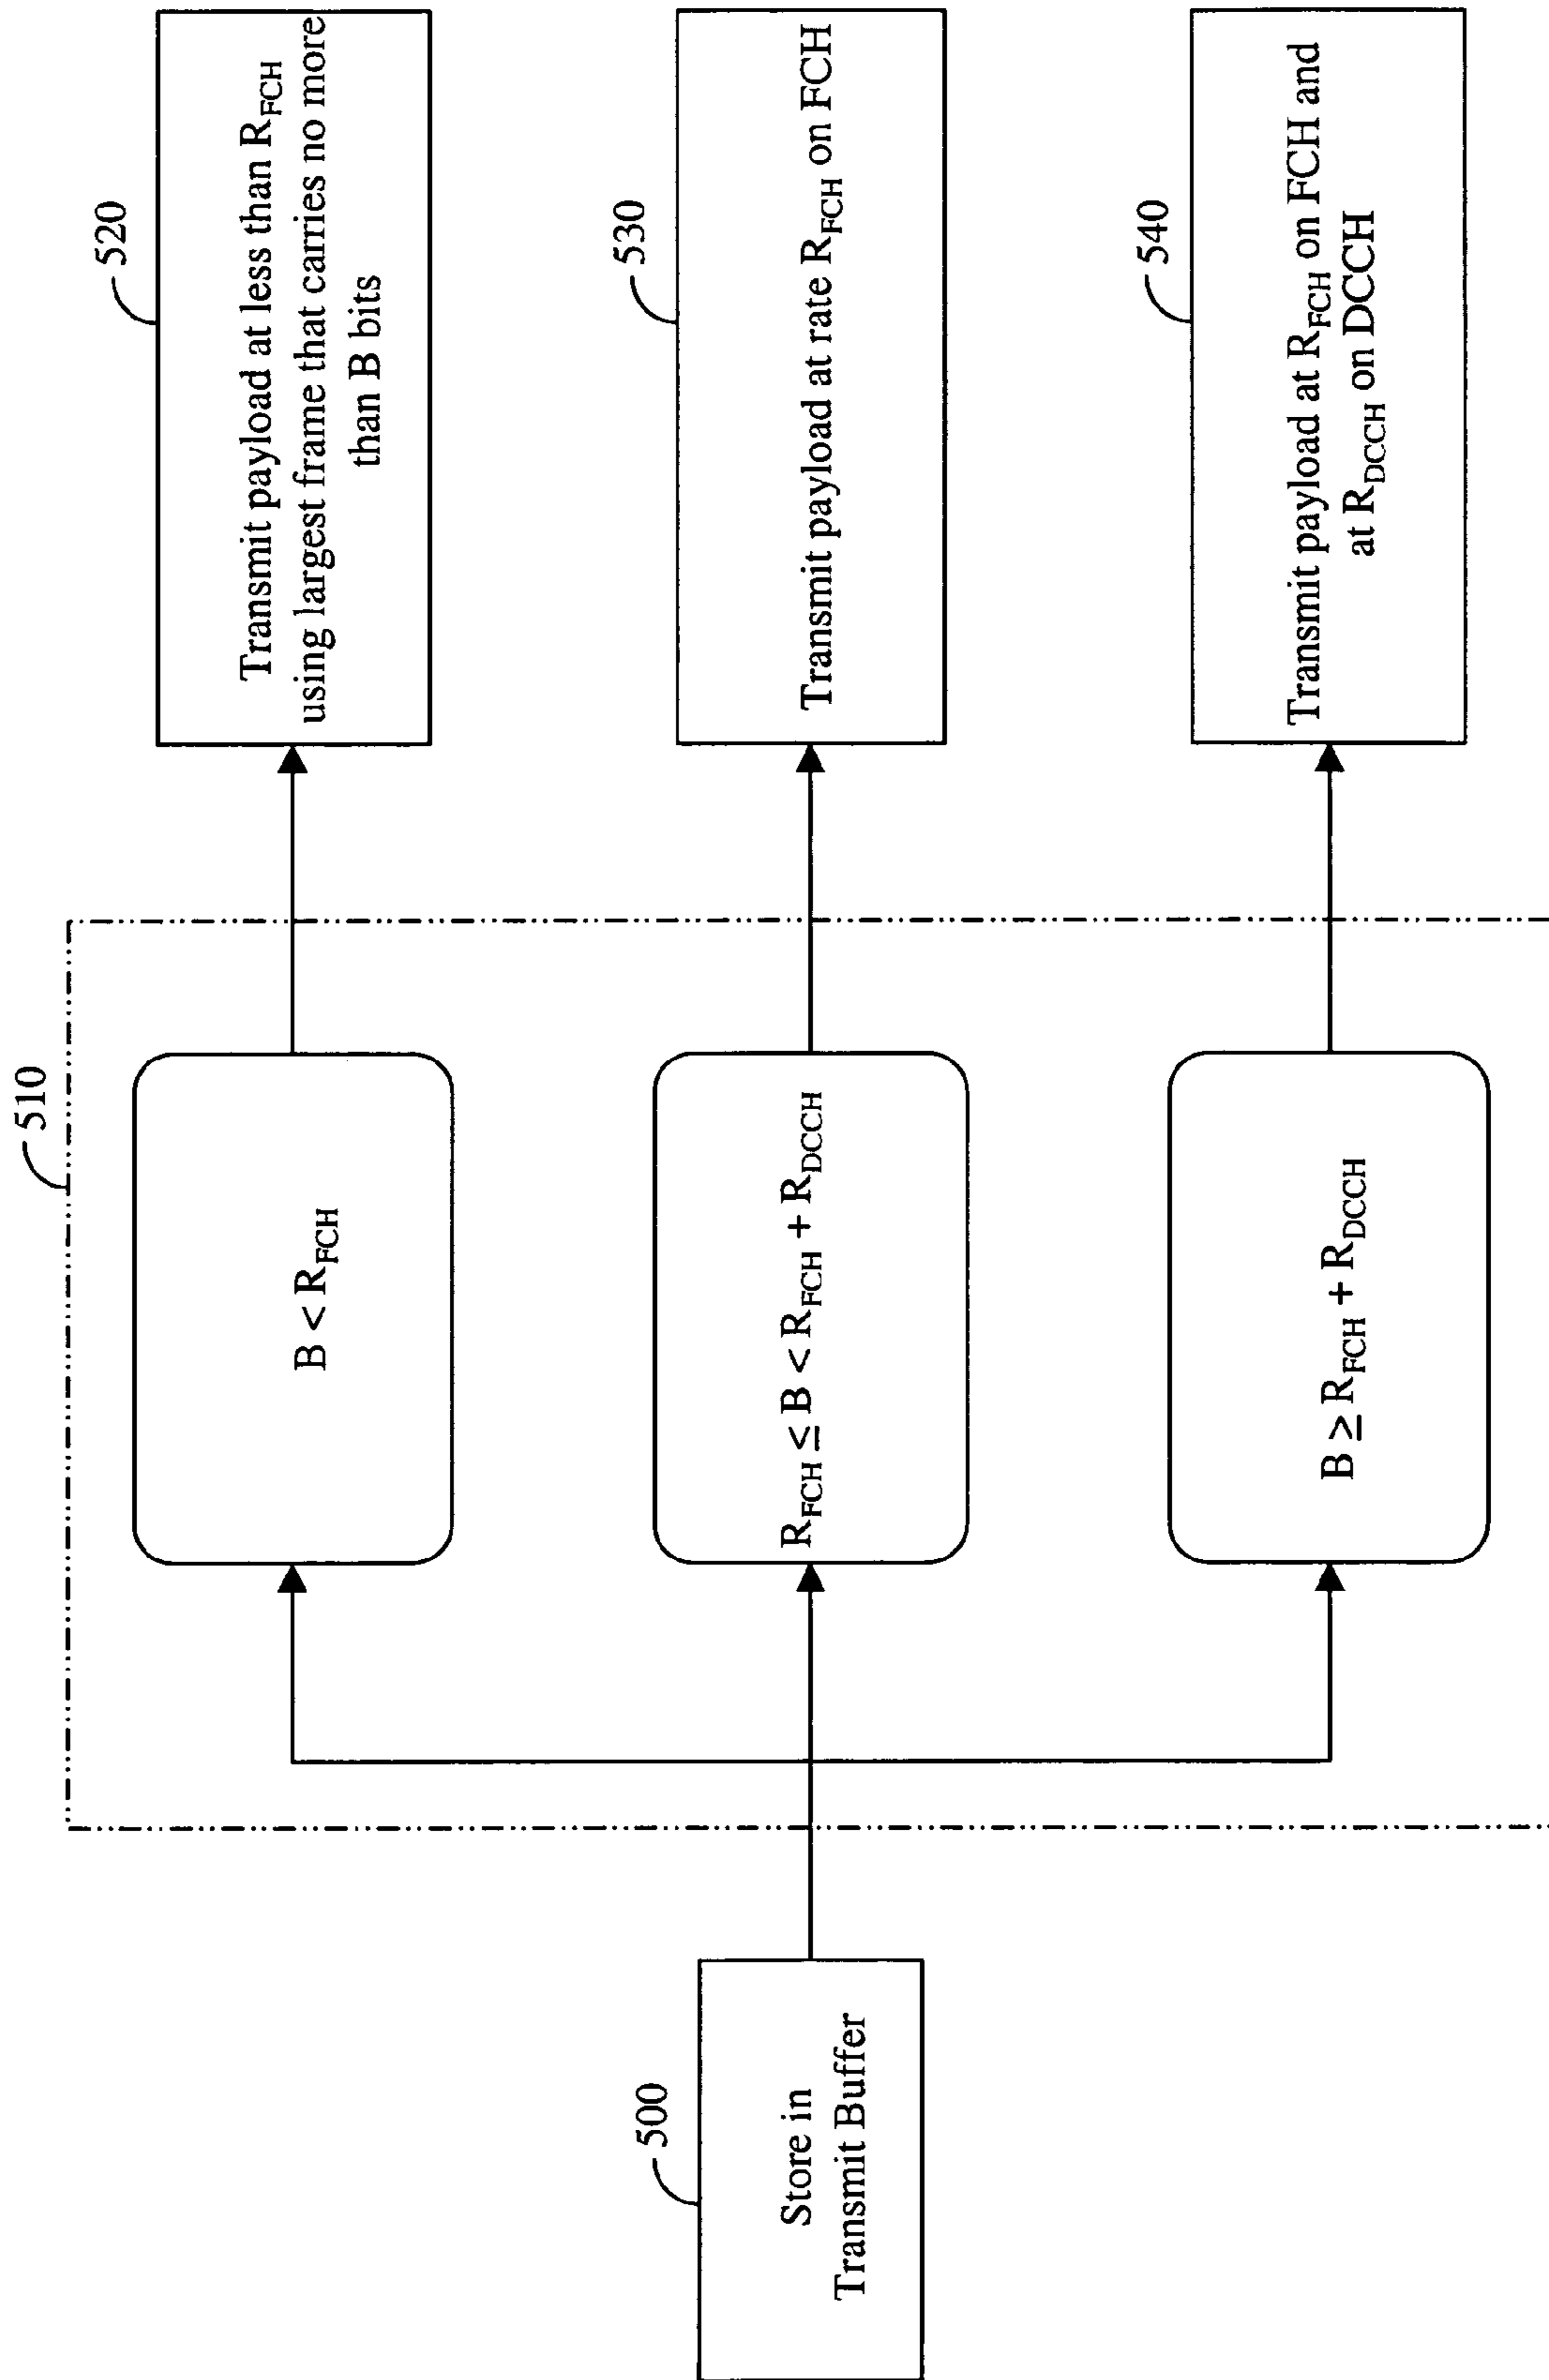 500
Store in
Transmit Buffer
510
B < R_FCH
R_FCH ≤ B < R_FCH + R_DCCH
B ≥ R_FCH + R_DCCH
520
Transmit payload at less than R_FCH
using largest frame that carries no more
than B bits
530
Transmit payload at rate R_FCH on FCH
540
Transmit payload at R_FCH on FCH and
at R_DCCH on DCCH